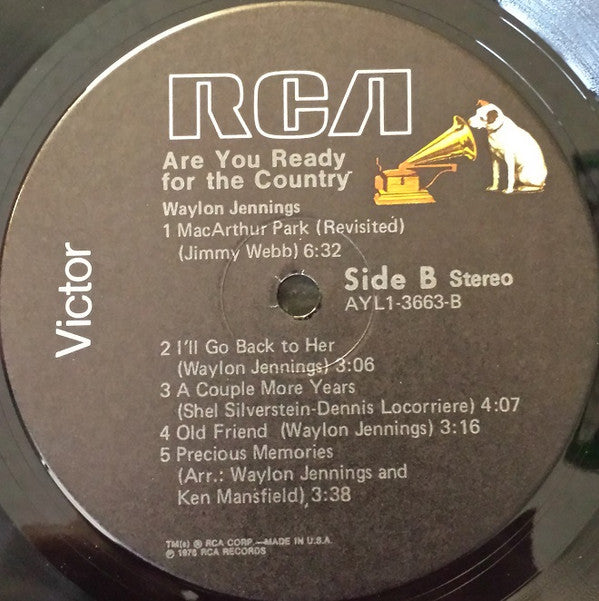 RCA
Are You Ready
for the Country
Waylon Jennings
1 MacArthur Park (Revisited)
(Jimmy Webb) 6:32
Side B Stereo
AYL1-3663-B
Victor
2 I'll Go Back to Her
(Waylon Jennings) 3:06
3 A Couple More Years
(Shel Silverstein-Dennis Locorriere) 4:07
4 Old Friend (Waylon Jennings) 3:16
5 Precious Memories
(Arr.: Waylon Jennings and
Ken Mansfield) 3:38
TM(s) ® RCA CORP.—MADE IN U.S.A.
℗ 1976 RCA RECORDS